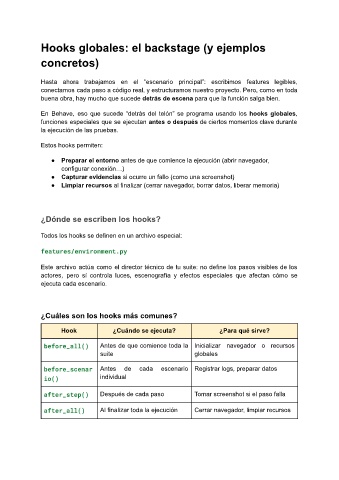 Hooks globales: el backstage (y ejemplos
concretos)
Hasta ahora trabajamos en el "escenario principal": escribimos features legibles,
conectamos cada paso a código real, y estructuramos nuestro proyecto. Pero, como en toda
buena obra, hay mucho que sucede detrás de escena para que la función salga bien.
En Behave, eso que sucede "detrás del telón" se programa usando los hooks globales,
funciones especiales que se ejecutan antes o después de ciertos momentos clave durante
la ejecución de las pruebas.
Estos hooks permiten:
● Preparar el entorno antes de que comience la ejecución (abrir navegador,
configurar conexión…)
● Capturar evidencias si ocurre un fallo (como una screenshot)
● Limpiar recursos al finalizar (cerrar navegador, borrar datos, liberar memoria)
¿Dónde se escriben los hooks?
Todos los hooks se definen en un archivo especial:
features/environment.py
Este archivo actúa como el director técnico de tu suite: no define los pasos visibles de los
actores, pero sí controla luces, escenografía y efectos especiales que afectan cómo se
ejecuta cada escenario.
¿Cuáles son los hooks más comunes?
Hook ¿Cuándo se ejecuta? ¿Para qué sirve?
before_all() Antes de que comience toda la Inicializar navegador o recursos
suite globales
before_scenar Antes de cada escenario Registrar logs, preparar datos
io() individual
after_step() Después de cada paso Tomar screenshot si el paso falla
after_all() Al finalizar toda la ejecución Cerrar navegador, limpiar recursos